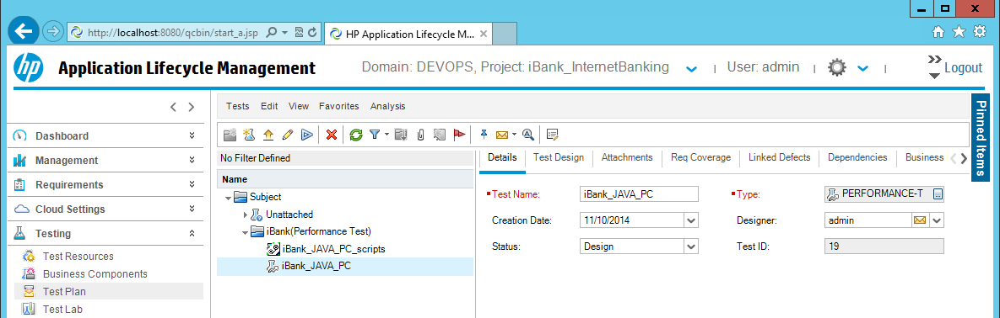 http://localhost:8080/qcbin/start_a.jsp
HP Application Lifecycle M...
hp Application Lifecycle Management Domain: DEVOPS, Project: iBank_InternetBanking User: admin Logout
Pinned Items
Dashboard
Management
Requirements
Cloud Settings
Testing
Test Resources
Business Components
Test Plan
Test Lab
Tests Edit View Favorites Analysis
No Filter Defined
Name
Subject
Unattached
iBank(Performance Test)
iBank_JAVA_PC_scripts
iBank_JAVA_PC
Details Test Design Attachments Req Coverage Linked Defects Dependencies Business
Test Name: iBank_JAVA_PC Type: PERFORMANCE-T
Creation Date: 11/10/2014 Designer: admin
Status: Design Test ID: 19